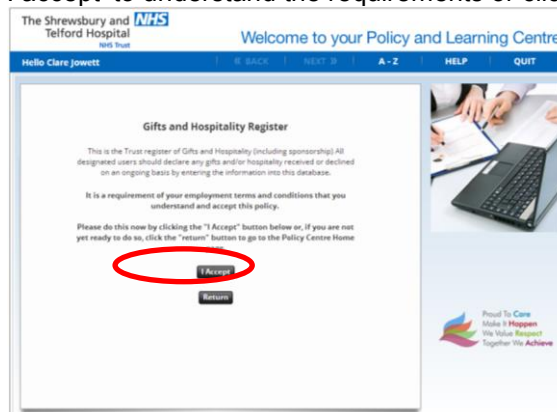 I accept' to understand the requirements or clic
The Shrewsbury and NHS
Telford Hospital
NHS Trust
Welcome to your Policy and Learning Centre
Hello Clare Jowett
BACK
NEXT
A - Z
HELP
QUIT
Gifts and Hospitality Register
This is the Trust register of Gifts and Hospitality (including sponsorship) All
designated users should declare any gifts and/or hospitality received or declined
on an ongoing basis by entering the information into this database.
It is a requirement of your employment terms and conditions that you
understand and accept this policy.
Please do this now by clicking the "I Accept" button below or, if you are not
yet ready to do so, click the "return" button to go to the Policy Centre Home
I Accept
Return
Proud To Care
Make It Happen
We Value Respect
Together We Achieve